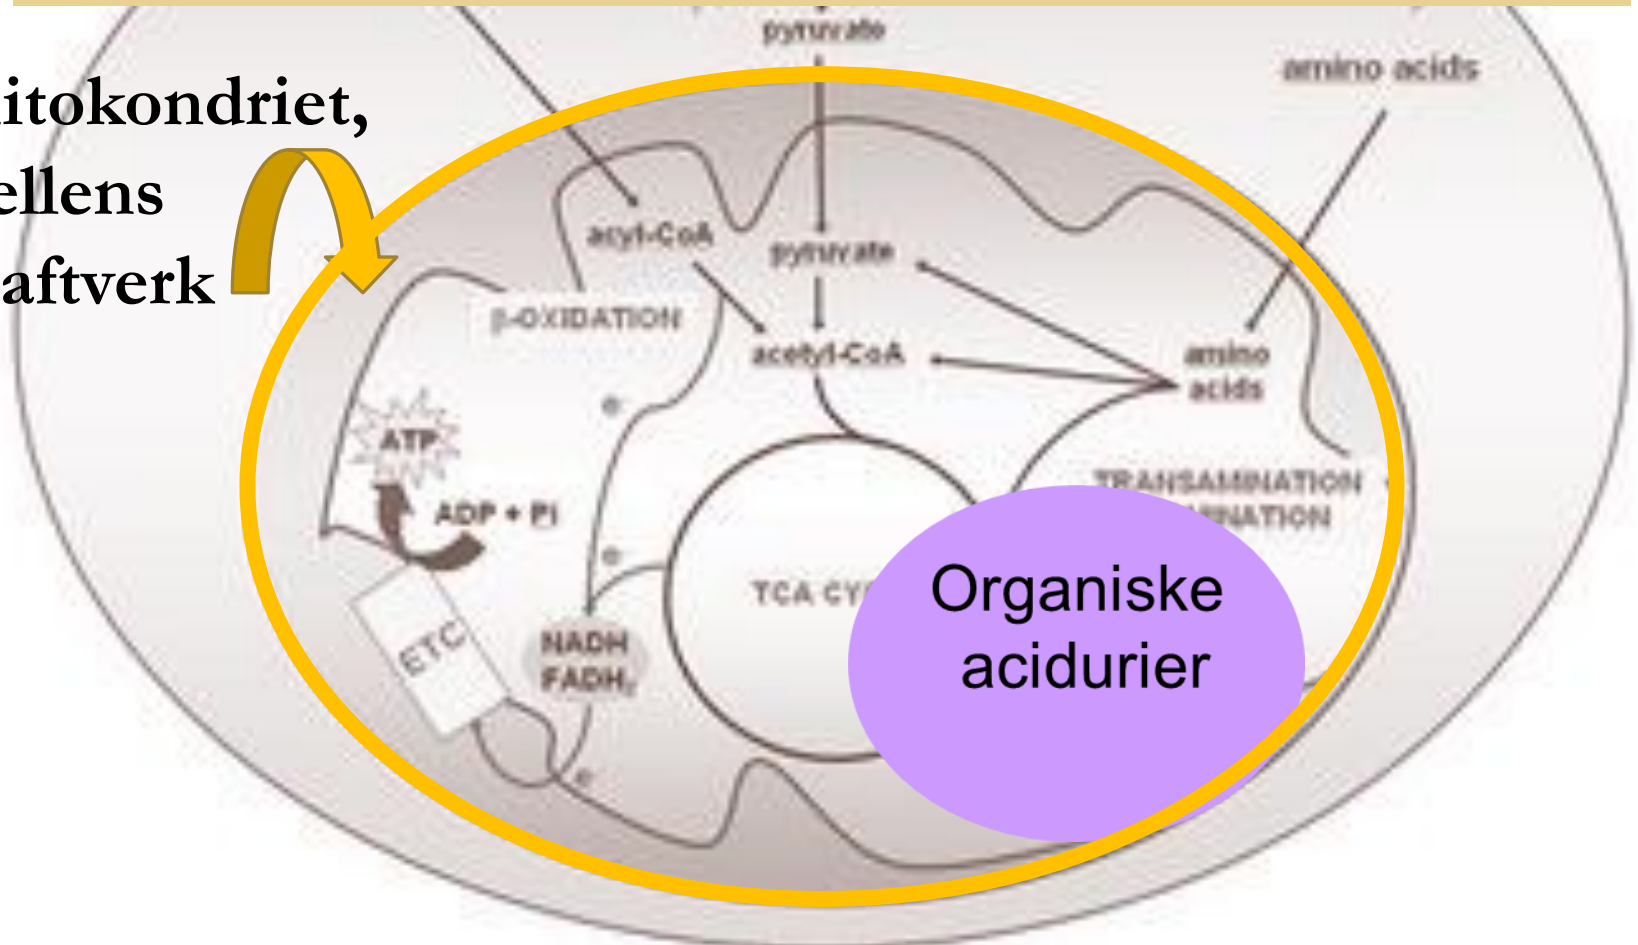 pyruvate
amino acids
itokondriet,
ellens
aftverk
acyl-CoA
pyruvate
β-OXIDATION
acetyl-CoA
amino
acids
e
ATP
ADP + Pi
TRANSAMINATION
INATION
e
TCA CY
Organiske
acidurier
ETC
NADH
FADH₂
e